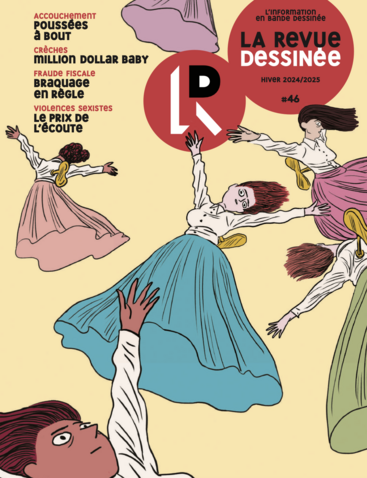 ACCOUCHEMENT
POUSSÉES
À BOUT
CRÈCHES
MILLION DOLLAR BABY
FRAUDE FISCALE
BRAQUAGE
EN RÈGLE
VIOLENCES SEXISTES
LE PRIX DE
L'ÉCOUTE
L'INFORMATION
EN BANDE DESSINÉE
LA REVUE
DESSINÉE
HIVER 2024/2025
#46